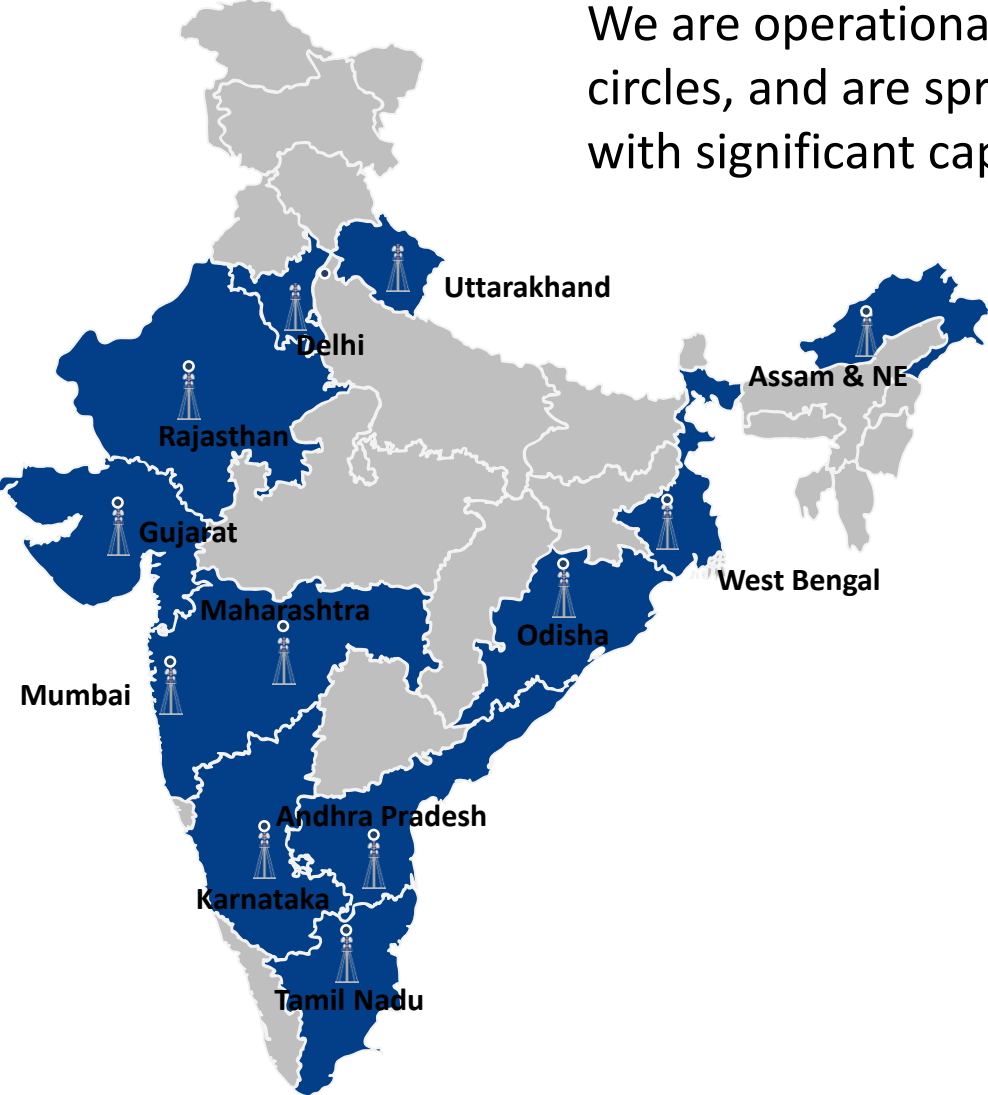 We are operationa
circles, and are spr
with significant cap
Uttarakhand
Delhi
Assam & NE
Rajasthan
Gujarat
West Bengal
Maharashtra
Odisha
Mumbai
Andhra Pradesh
Karnataka
Tamil Nadu